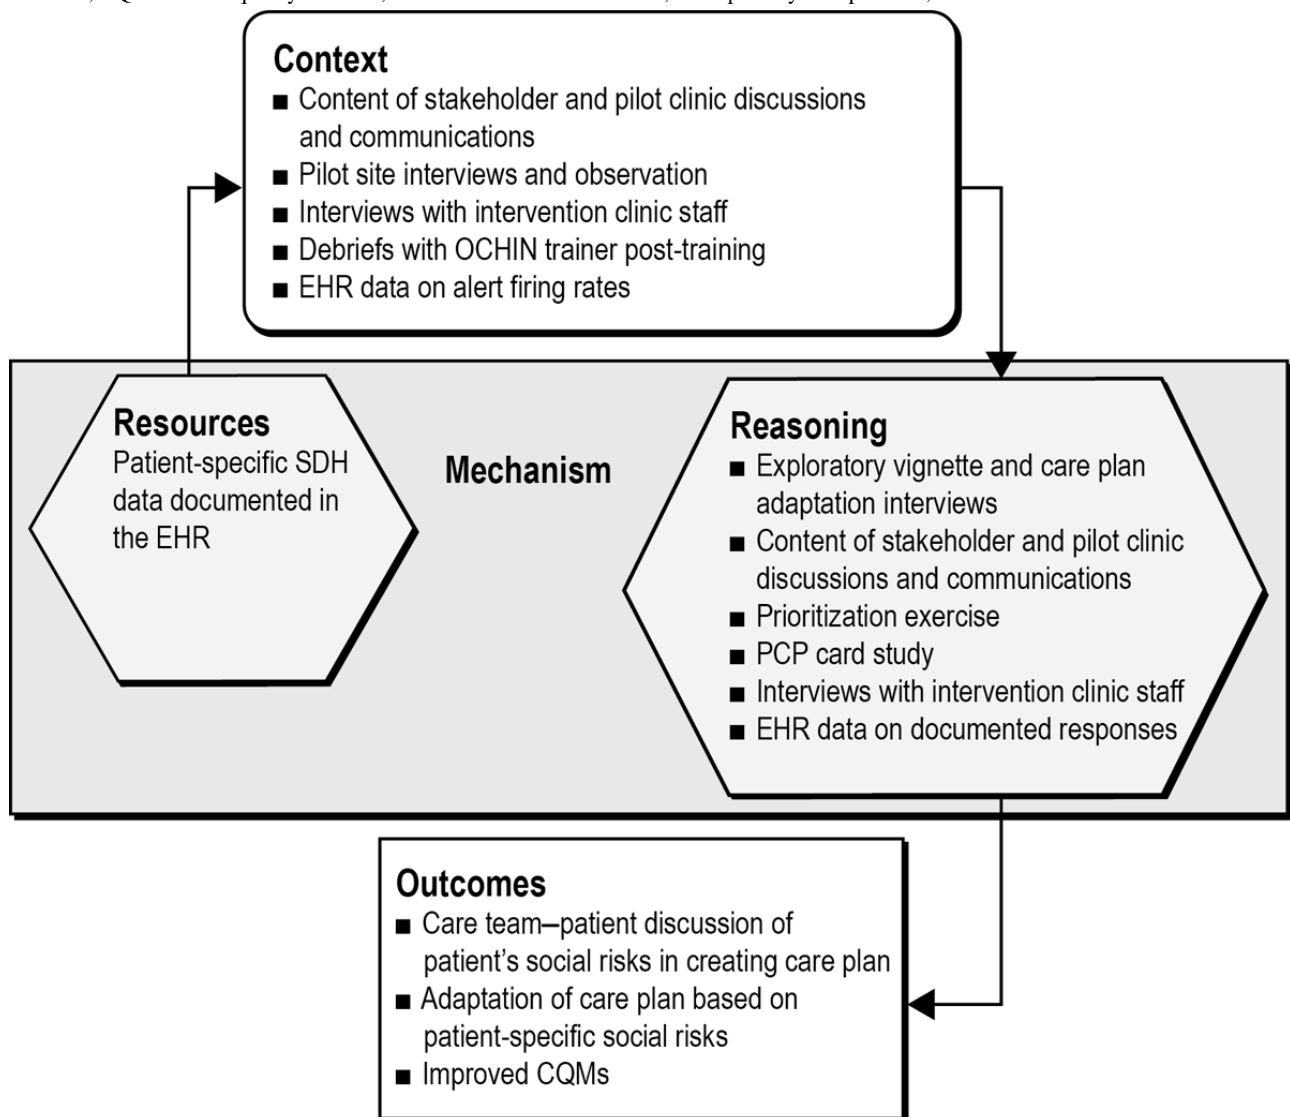 Context
■ Content of stakeholder and pilot clinic discussions
and communications
■ Pilot site interviews and observation
■ Interviews with intervention clinic staff
■ Debriefs with OCHIN trainer post-training
■ EHR data on alert firing rates
Resources
Patient-specific SDH
data documented in
the EHR
Mechanism
Reasoning
■ Exploratory vignette and care plan
adaptation interviews
■ Content of stakeholder and pilot clinic
discussions and communications
■ Prioritization exercise
■ PCP card study
■ Interviews with intervention clinic staff
■ EHR data on documented responses
Outcomes
■ Care team–patient discussion of
patient’s social risks in creating care plan
■ Adaptation of care plan based on
patient-specific social risks
■ Improved CQMs